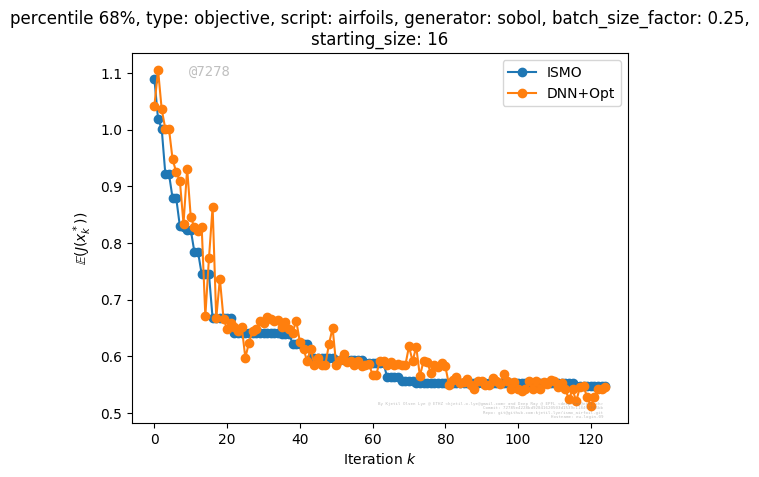 percentile 68%, type: objective, script: airfoils, generator: sobol, batch_size_factor: 0.25,
starting_size: 16
@7278
ISMO
DNN+Opt
1.1
1.0
0.9
0.8
0.7
0.6
0.5
𝔼(J(x_k^*))
0 20 40 60 80 100 120
Iteration k